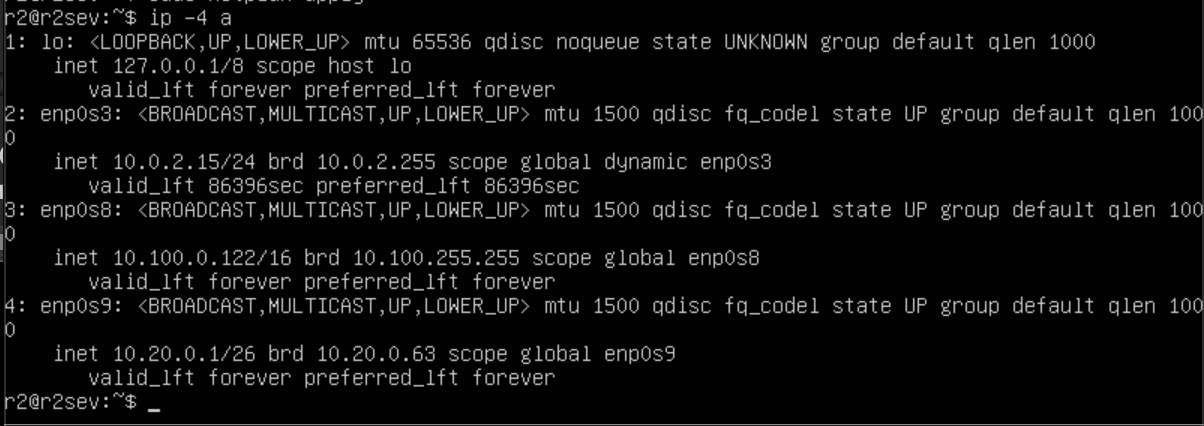 r2@r2sev:~$ ip -4 a
1: lo: <LOOPBACK,UP,LOWER_UP> mtu 65536 qdisc noqueue state UNKNOWN group default qlen 1000
    inet 127.0.0.1/8 scope host lo
       valid_lft forever preferred_lft forever
2: enp0s3: <BROADCAST,MULTICAST,UP,LOWER_UP> mtu 1500 qdisc fq_codel state UP group default qlen 100
0
    inet 10.0.2.15/24 brd 10.0.2.255 scope global dynamic enp0s3
       valid_lft 86396sec preferred_lft 86396sec
3: enp0s8: <BROADCAST,MULTICAST,UP,LOWER_UP> mtu 1500 qdisc fq_codel state UP group default qlen 100
0
    inet 10.100.0.122/16 brd 10.100.255.255 scope global enp0s8
       valid_lft forever preferred_lft forever
4: enp0s9: <BROADCAST,MULTICAST,UP,LOWER_UP> mtu 1500 qdisc fq_codel state UP group default qlen 100
0
    inet 10.20.0.1/26 brd 10.20.0.63 scope global enp0s9
       valid_lft forever preferred_lft forever
r2@r2sev:~$ _